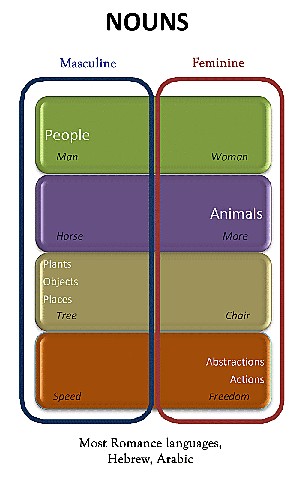 NOUNS
Masculine Feminine
People
Man Woman
Animals
Horse Mare
Plants
Objects
Places
Tree Chair
Abstractions
Actions
Speed Freedom
Most Romance languages,
Hebrew, Arabic